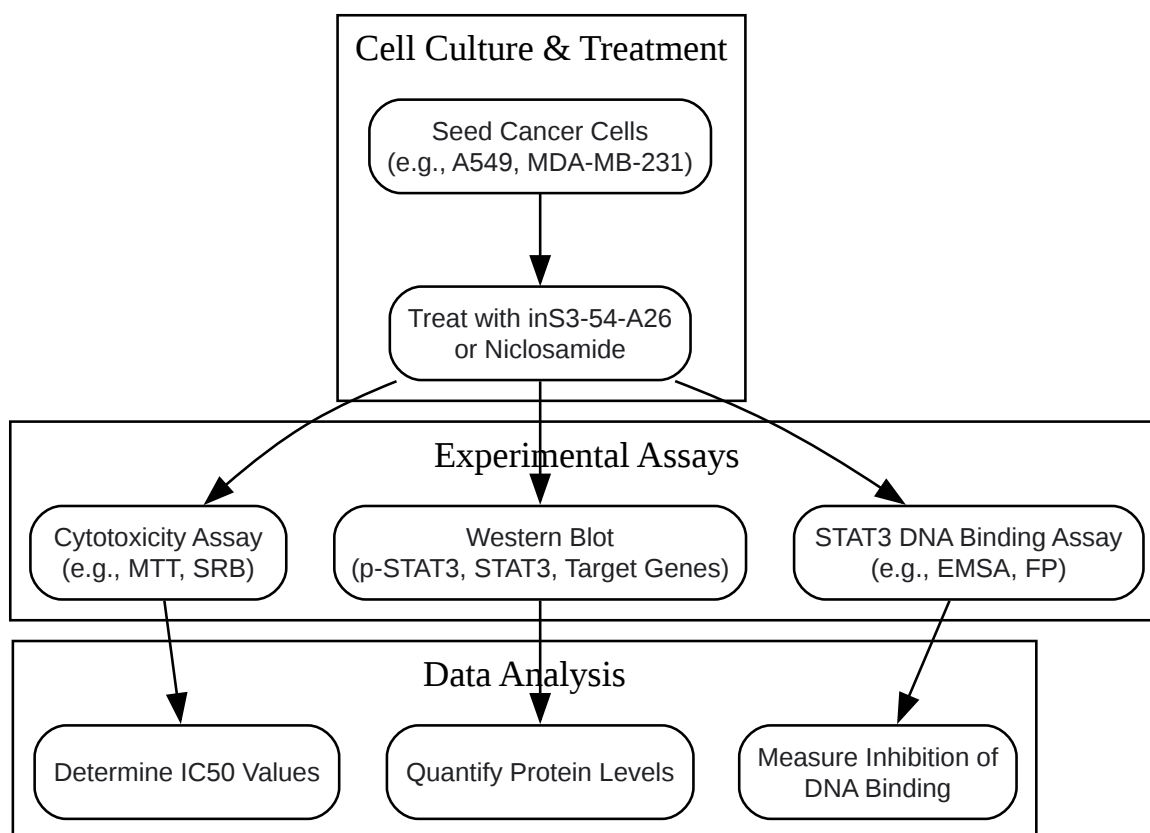 Cell Culture & Treatment
Seed Cancer Cells
(e.g., A549, MDA-MB-231)
Treat with inS3-54-A26
or Niclosamide
Experimental Assays
Cytotoxicity Assay
(e.g., MTT, SRB)
Western Blot
(p-STAT3, STAT3, Target Genes)
STAT3 DNA Binding Assay
(e.g., EMSA, FP)
Data Analysis
Determine IC50 Values
Quantify Protein Levels
Measure Inhibition of
DNA Binding